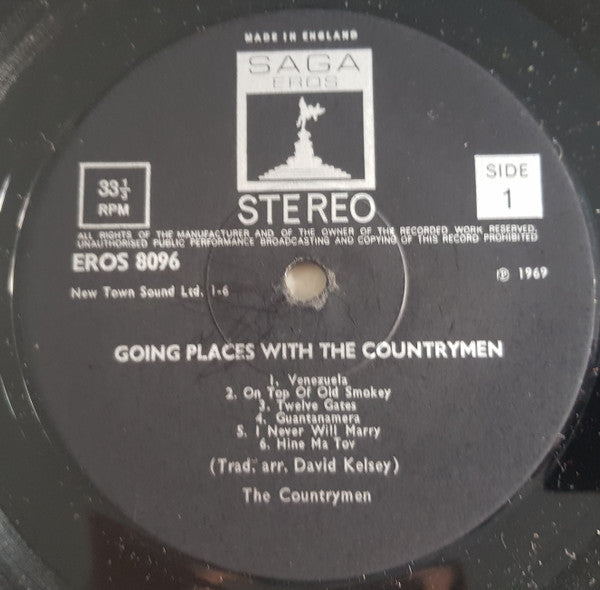 MADE IN ENGLAND
SAGA
EROS
33⅓
RPM
SIDE
1
STEREO
ALL RIGHTS OF THE MANUFACTURER AND OF THE OWNER OF THE RECORDED WORK RESERVED.
UNAUTHORISED PUBLIC PERFORMANCE BROADCASTING AND COPYING OF THIS RECORD PROHIBITED
EROS 8096
℗ 1969
New Town Sound Ltd. 1-6
GOING PLACES WITH THE COUNTRYMEN
1. Venezuela
2. On Top Of Old Smokey
3. Twelve Gates
4. Guantanamera
5. I Never Will Marry
6. Hine Ma Tov
(Trad; arr. David Kelsey)
The Countrymen